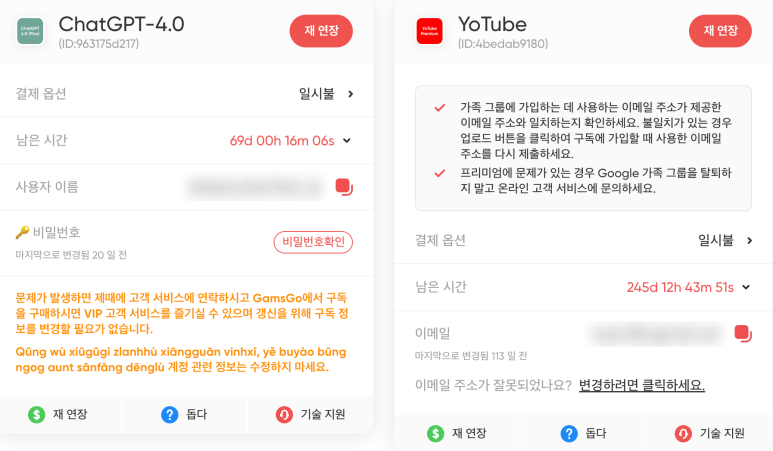 ChatGPT 4.0 (Plus)
ChatGPT-4.0
(ID:963175d217)
재 연장
결제 옵션
일시불
남은 시간
69d 00h 16m 06s
사용자 이름
비밀번호
마지막으로 변경됨 20 일 전
비밀번호확인
문제가 발생하면 제때에 고객 서비스에 연락하시고 GamsGo에서 구독
을 구매하시면 VIP 고객 서비스를 즐기실 수 있으며 갱신을 위해 구독 정
보를 변경할 필요가 없습니다.
Qūng wù xiūgūgi zlanhhù xiāngguān vinhxī, yě buyào būng
ngog aunt sānfāng dēnglù 계정 관련 정보는 수정하지 마세요.
재 연장
돕다
기술 지원
YoTube Premium
YoTube
(ID:4bedab9180)
재 연장
가족 그룹에 가입하는 데 사용하는 이메일 주소가 제공한
이메일 주소와 일치하는지 확인하세요. 불일치가 있는 경우
업로드 버튼을 클릭하여 구독에 가입할 때 사용한 이메일
주소를 다시 제출하세요.
프리미엄에 문제가 있는 경우 Google 가족 그룹을 탈퇴하
지 말고 온라인 고객 서비스에 문의하세요.
결제 옵션
일시불
남은 시간
245d 12h 43m 51s
이메일
마지막으로 변경됨 113 일 전
이메일 주소가 잘못되었나요? 변경하려면 클릭하세요.
재 연장
돕다
기술 지원